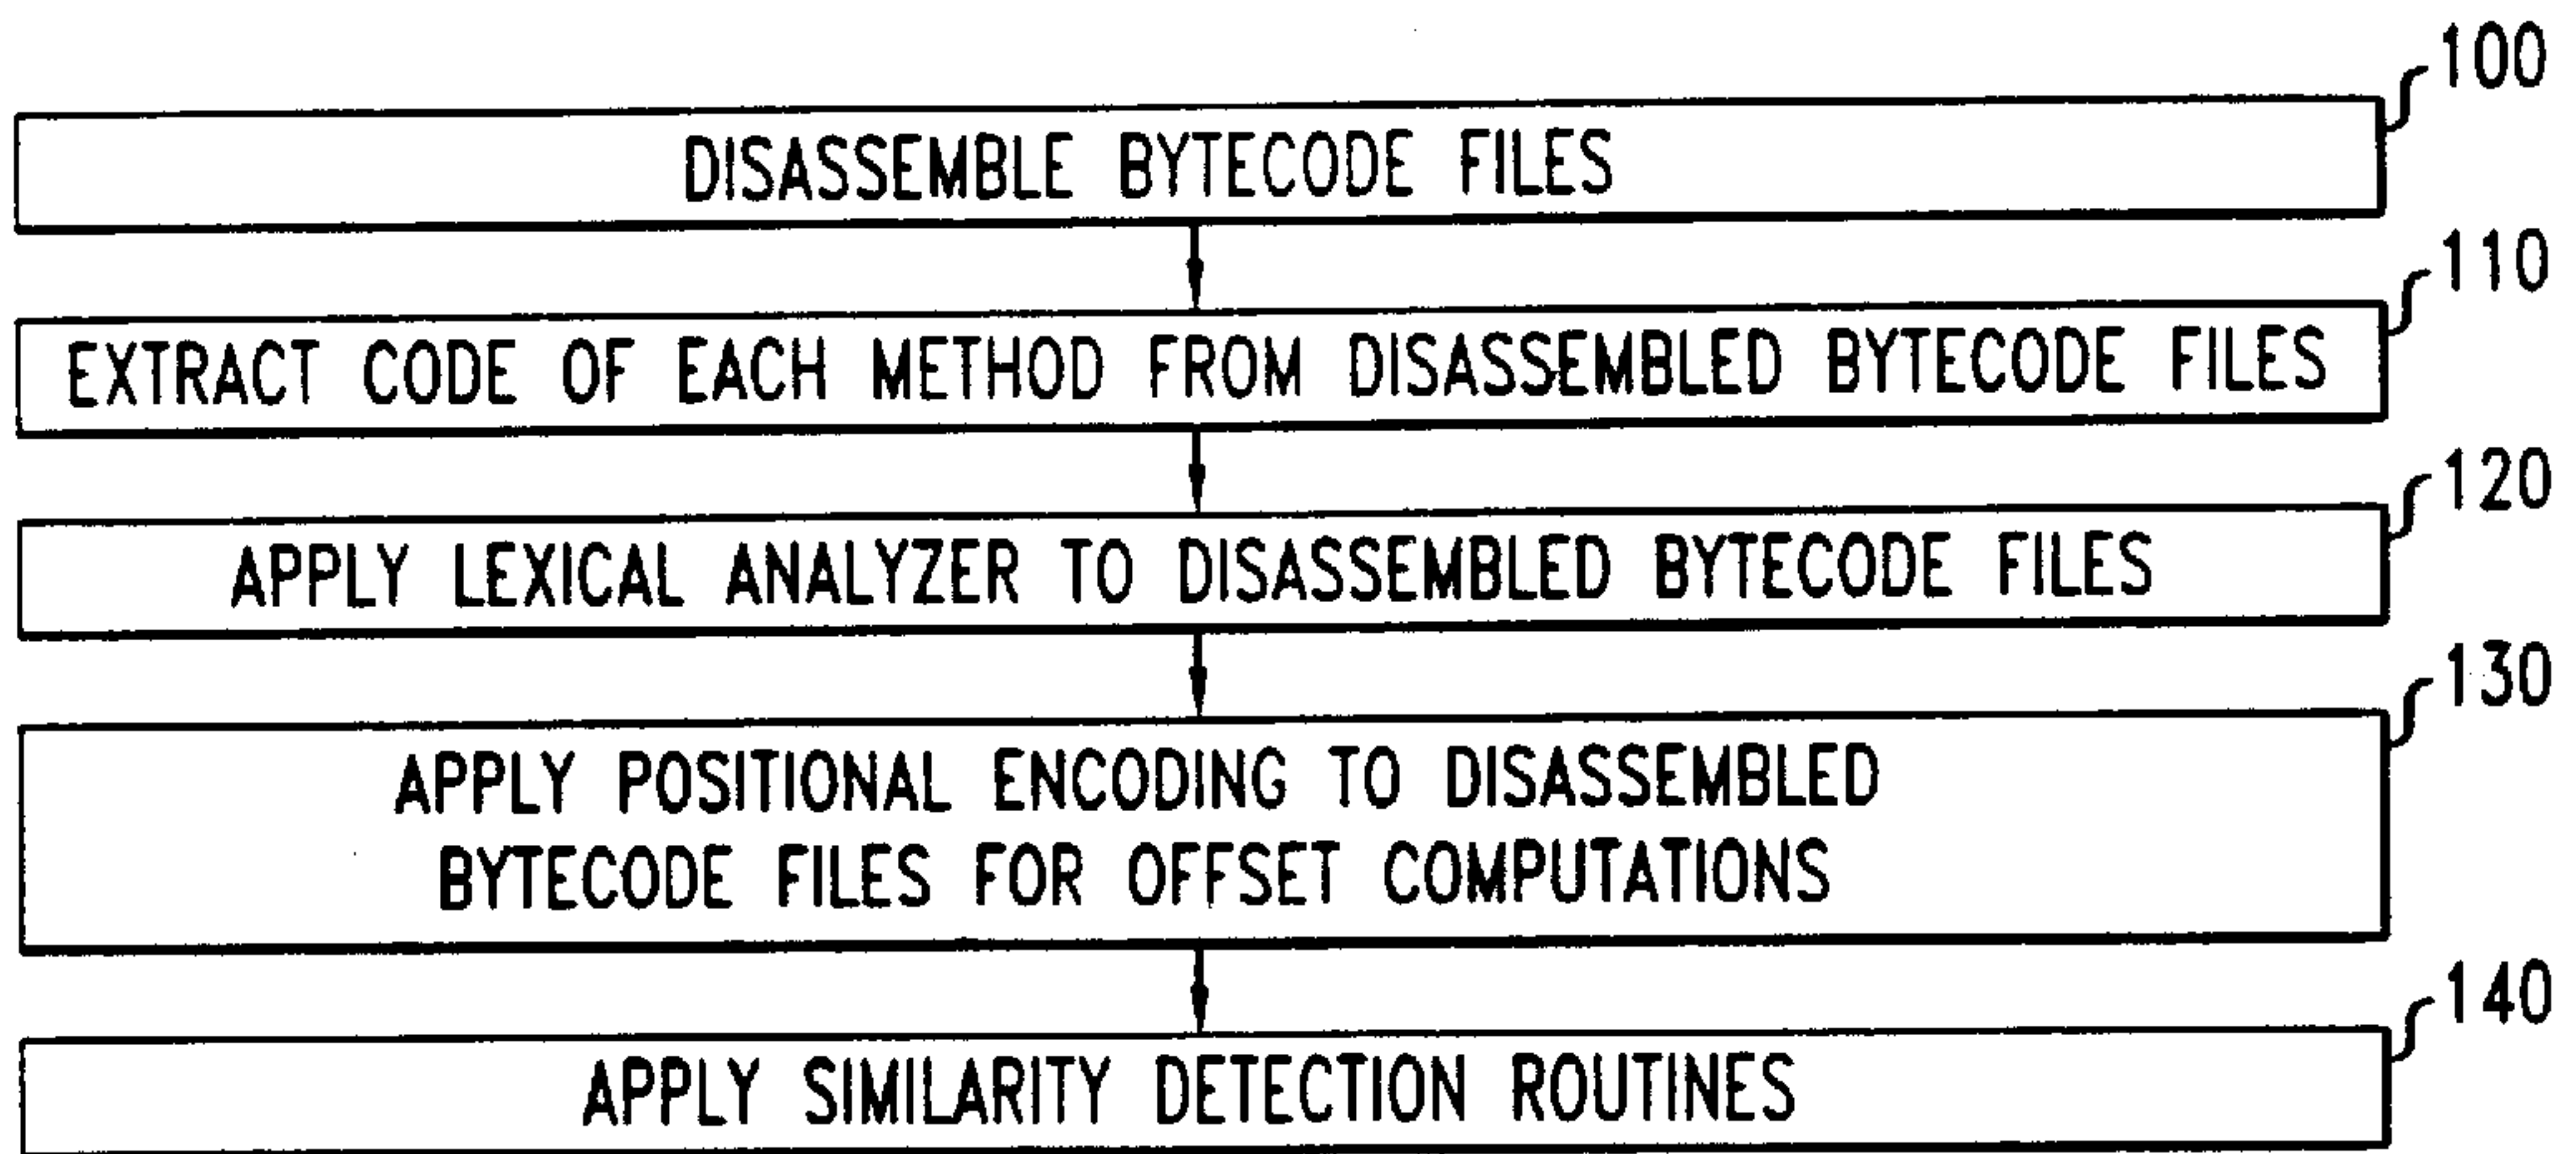 100
DISASSEMBLE BYTECODE FILES
110
EXTRACT CODE OF EACH METHOD FROM DISASSEMBLED BYTECODE FILES
120
APPLY LEXICAL ANALYZER TO DISASSEMBLED BYTECODE FILES
130
APPLY POSITIONAL ENCODING TO DISASSEMBLED
BYTECODE FILES FOR OFFSET COMPUTATIONS
140
APPLY SIMILARITY DETECTION ROUTINES